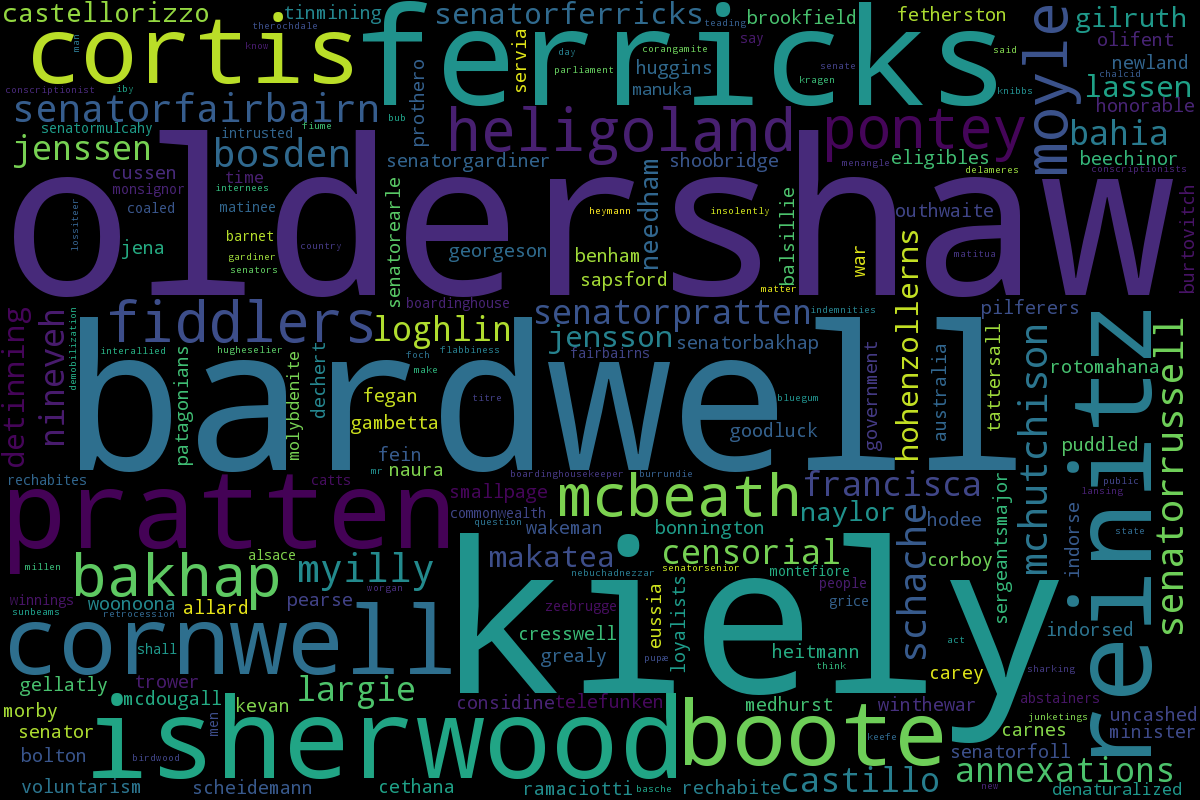 castellorizzo
tinmining
senatorferricks
teading
brookfield
fetherston
gilruth
therochdale
man
know
cortis
ferricks
servia
day
corangamite
say
said
olifent
parliament
huggins
kragen
senate
newland
conscriptionist
iby
prothero
manuka
knibbs
chalcid
lassen
honorable
moyle
senatorfairbairn
bub
heligoland
pontey
bahia
senatormulcahy
intrusted
fiume
jenssen
bosden
senatorgardiner
shoobridge
menangle
eligibles
beechinor
cussen
time
delameres
conscriptionists
monsignor
internees
oldershaw
coaled
matinee
senatorearle
heymann
needham
insolently
balsillie
outhwaite
burtovitch
lossiteer
jena
barnet
country
georgeson
benham
war
matitua
gardiner
senators
sapsford
matter
hohenzollerns
detinning
nineveh
demobilization
fiddlers
boardinghouse
loghlin
senatorpratten
indemnities
pilferers
reinitz
jensson
senatorbakhap
interallied
hugheselier
foch
flabbiness
fairbairns
make
patagonians
molybdenite
dechert
bardwell
government
australia
tattersall
mchutchison
senatorrussell
rotomahana
fegan
titre
bluegum
gambetta
goodluck
fein
puddled
mr
naura
rechabites
catts
boardinghousekeeper
burrundie
francisca
public
pratten
smallpage
mcbeath
lansing
commonwealth
naylor
schache
hodee
sergeantsmajor
indorse
question
wakeman
bonnington
state
alsace
makatea
censorial
corboy
millen
bakhap
myilly
nebuchadnezzar
senatorsenior
montefiore
worgan
kiely
people
winnings
woonoona
allard
pearse
zeebrugge
eussia
loyalists
grice
sunbeams
retrocession
cresswell
indorsed
cornwell
shall
grealy
pupæ
heitmann
act
think
carey
sharking
gellatly
trower
largie
abstainers
mcdougall
kevan
considine
telefunken
medhurst
winthewar
morby
junketings
uncashed
senator
men
isherwood
boote
keefe
carnes
minister
bolton
birdwood
senatorfoll
annexations
voluntarism
scheidemann
cethana
ramaciotti
basche
rechabite
castillo
new
denaturalized